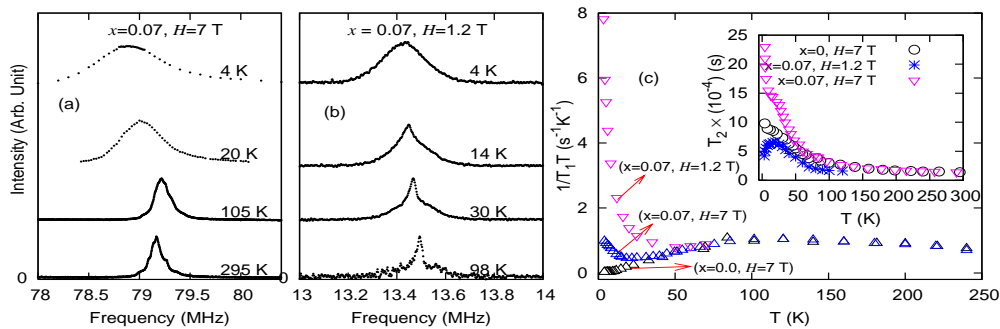 x=0.07, H=7 T
4 K
(a)
20 K
105 K
295 K
Intensity (Arb. Unit)
0
78 78.5 79 79.5 80
Frequency (MHz)
x = 0.07, H=1.2 T
4 K
(b)
14 K
30 K
98 K
0
13 13.2 13.4 13.6 13.8 14
Frequency (MHz)
8
6
4
2
0
1/T₁T (s⁻¹K⁻¹)
(c)
(x=0.07, H=1.2 T)
(x=0.07, H=7 T)
(x=0.0, H=7 T)
0 50 100 150 200 250
T (K)
25
20
15
10
5
0
T₂ × (10⁻⁴) (s)
x=0, H=7 T
x=0.07, H=1.2 T
x=0.07, H=7 T
0 50 100 150 200 250 300
T (K)